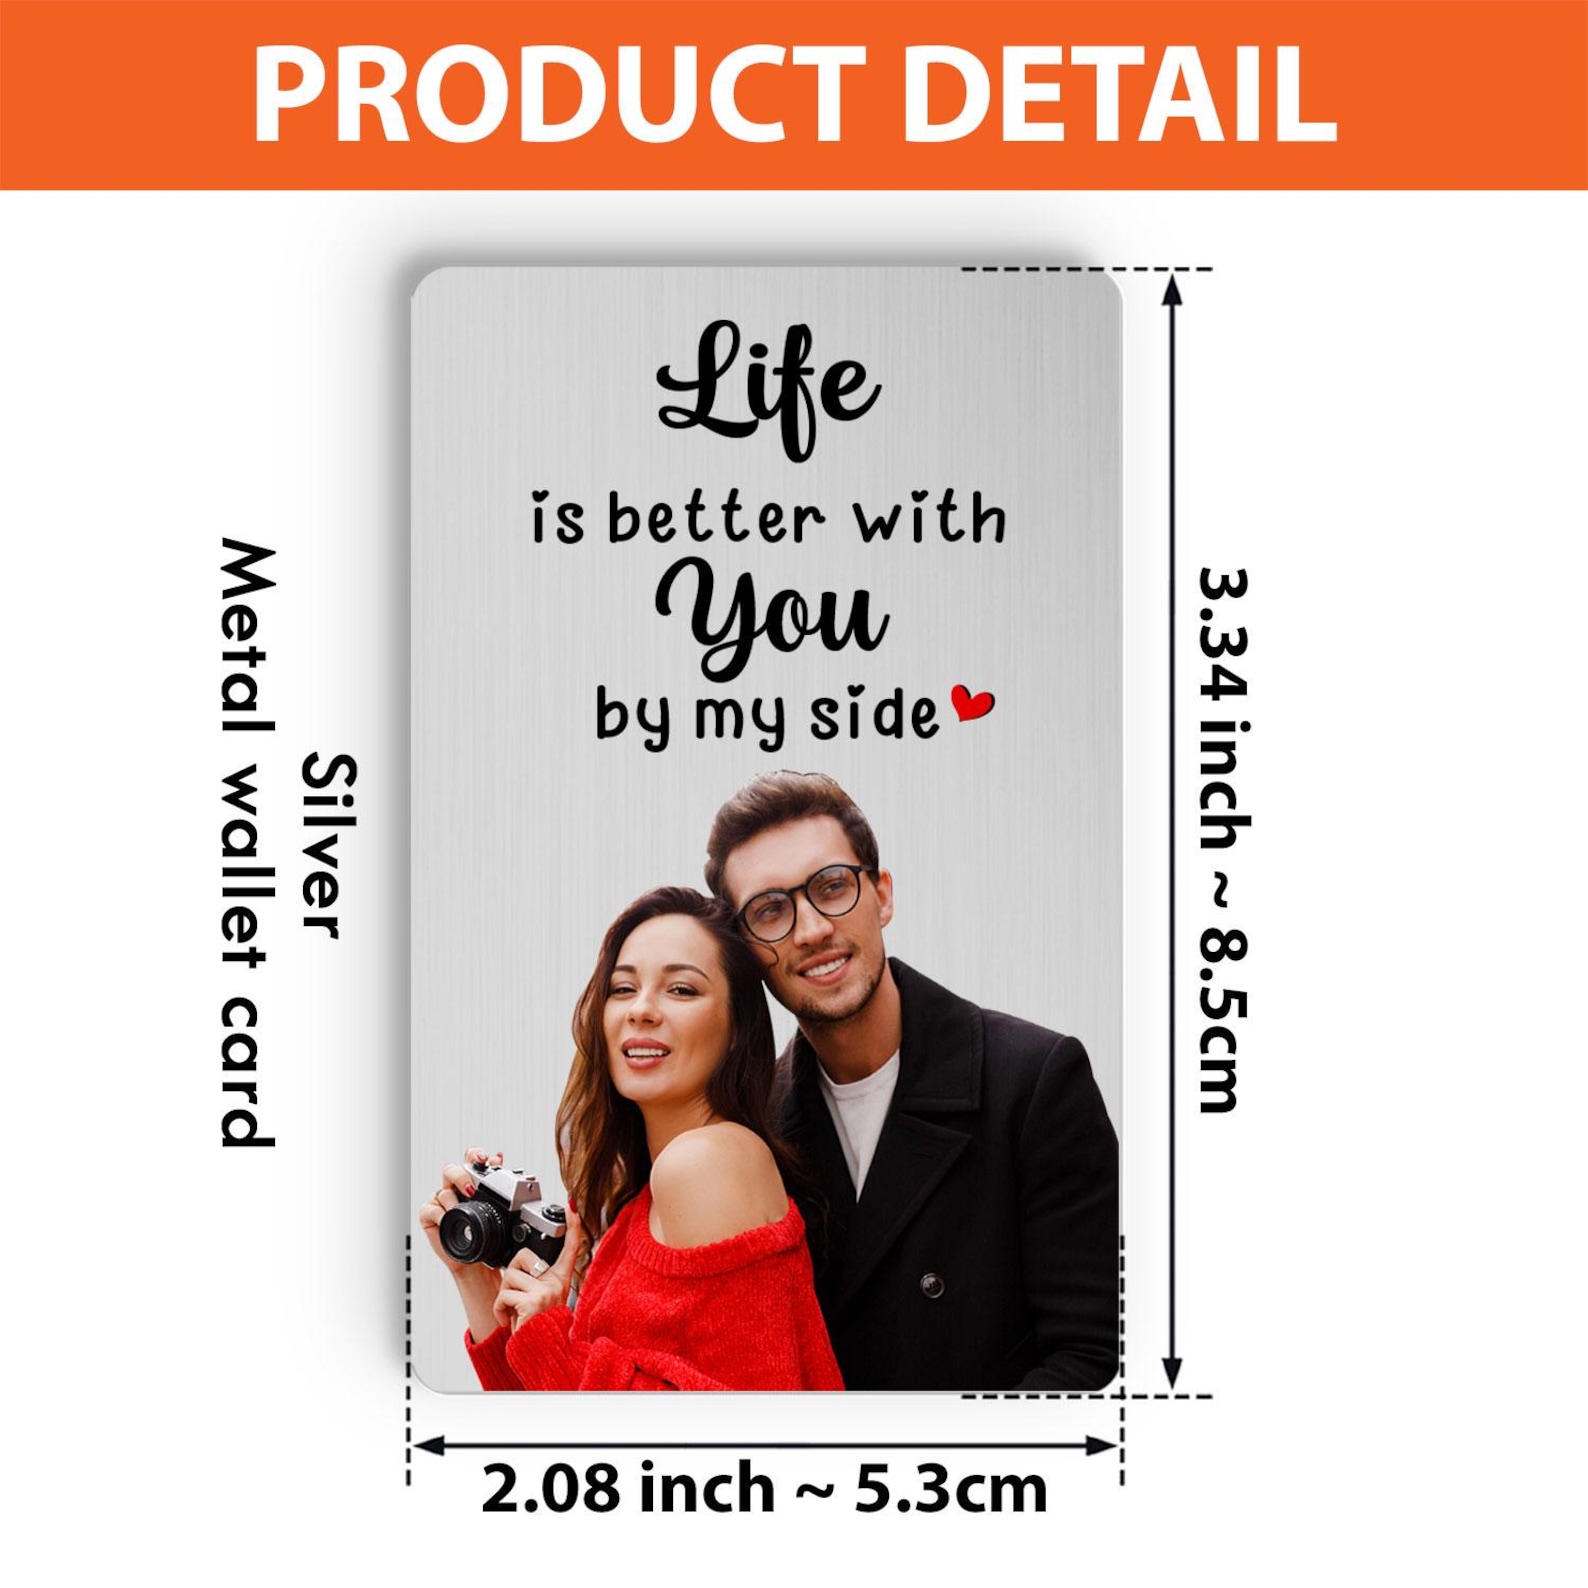 PRODUCT DETAIL
Life
is better with
You
by my side
Silver
Metal wallet card
3.34 inch ~ 8.5cm
2.08 inch ~ 5.3cm